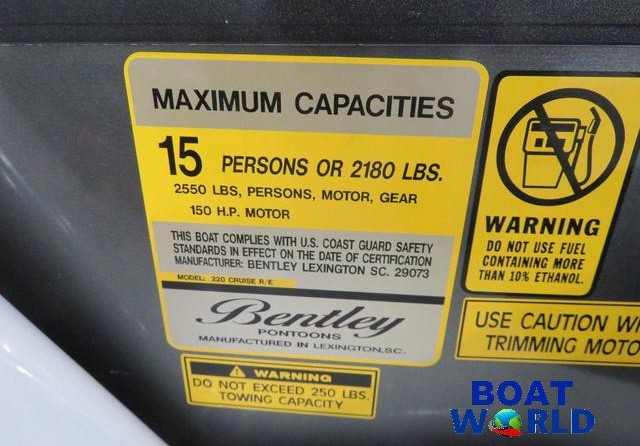 MAXIMUM CAPACITIES
15 PERSONS OR 2180 LBS.
2550 LBS, PERSONS, MOTOR, GEAR
150 H.P. MOTOR
THIS BOAT COMPLIES WITH U.S. COAST GUARD SAFETY
STANDARDS IN EFFECT ON THE DATE OF CERTIFICATION
MANUFACTURER: BENTLEY LEXINGTON SC. 29073
MODEL: 220 CRUISE R/E
Bentley
PONTOONS
MANUFACTURED IN LEXINGTON,SC.
WARNING
DO NOT EXCEED 250 LBS.
TOWING CAPACITY
WARNING
DO NOT USE FUEL
CONTAINING MORE
THAN 10% ETHANOL.
USE CAUTION W
TRIMMING MOTO
BOAT
WORLD